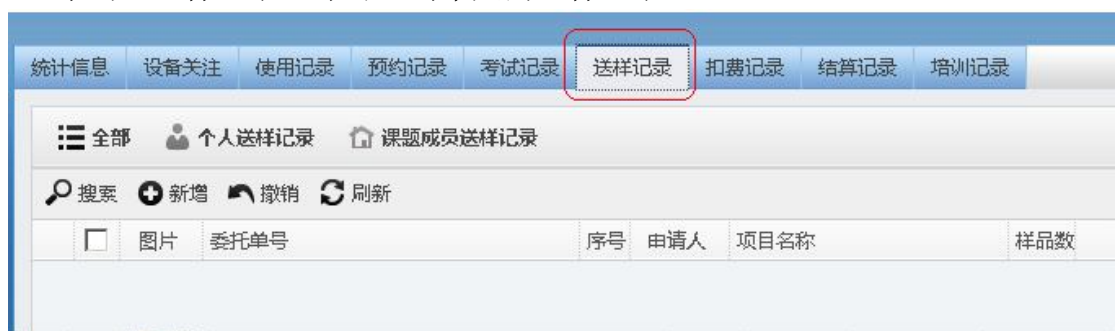 统计信息 设备关注 使用记录 预约记录 考试记录 送样记录 扣费记录 结算记录 培训记录
全部 个人送样记录 课题成员送样记录
搜索 新增 撤销 刷新
图片 委托单号 序号 申请人 项目名称 样品数